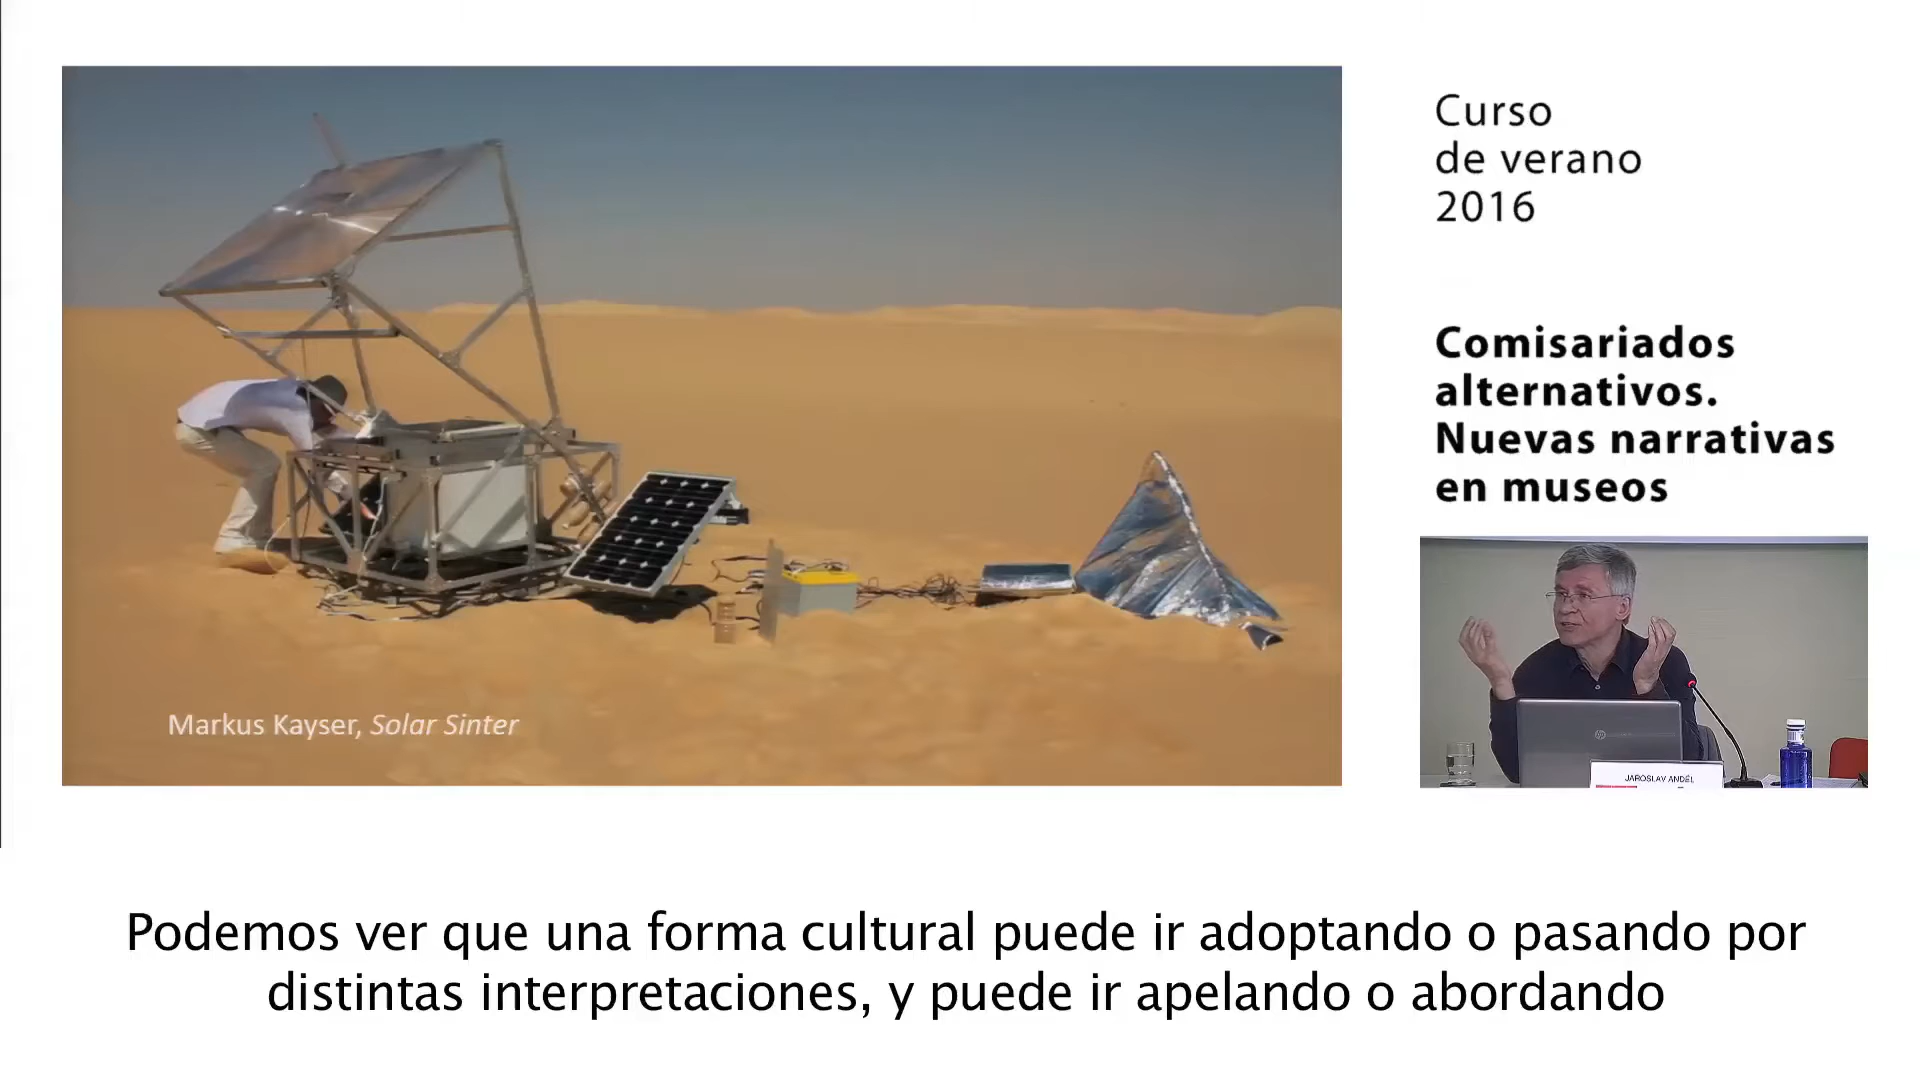 Curso
de verano
2016
Comisariados
alternativos.
Nuevas narrativas
en museos
Markus Kayser, Solar Sinter
JAROSLAV ANDĚL
Podemos ver que una forma cultural puede ir adoptando o pasando por
distintas interpretaciones, y puede ir apelando o abordando